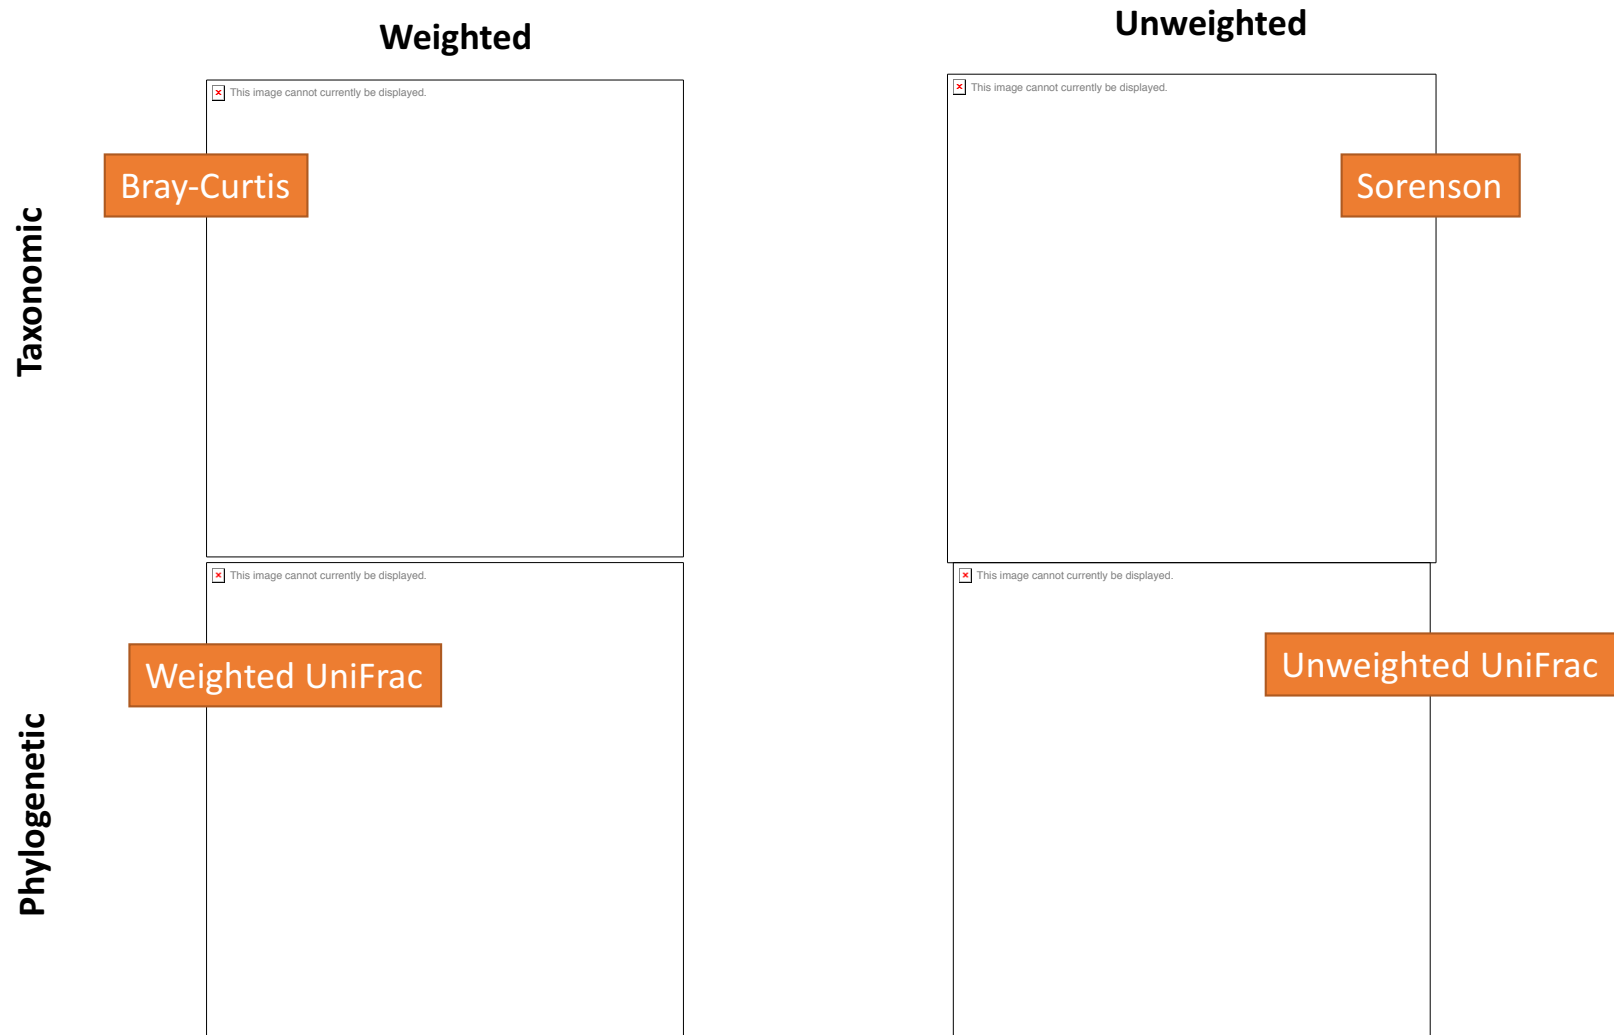 Weighted
Unweighted
This image cannot currently be displayed.
This image cannot currently be displayed.
Bray-Curtis
Sorenson
Taxonomic
This image cannot currently be displayed.
This image cannot currently be displayed.
Weighted UniFrac
Unweighted UniFrac
Phylogenetic